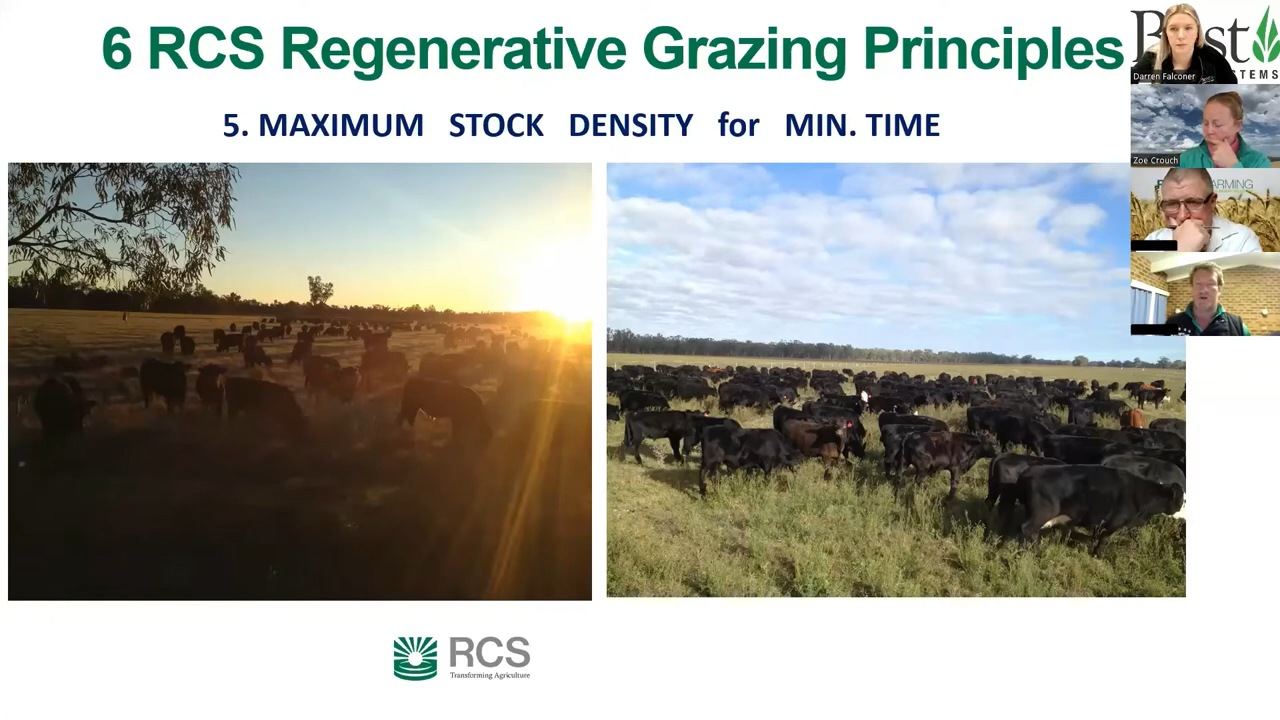 6 RCS Regenerative Grazing Principles
5. MAXIMUM STOCK DENSITY for MIN. TIME
Darren Falconer
Zoe Crouch
RCS
Transforming Agriculture